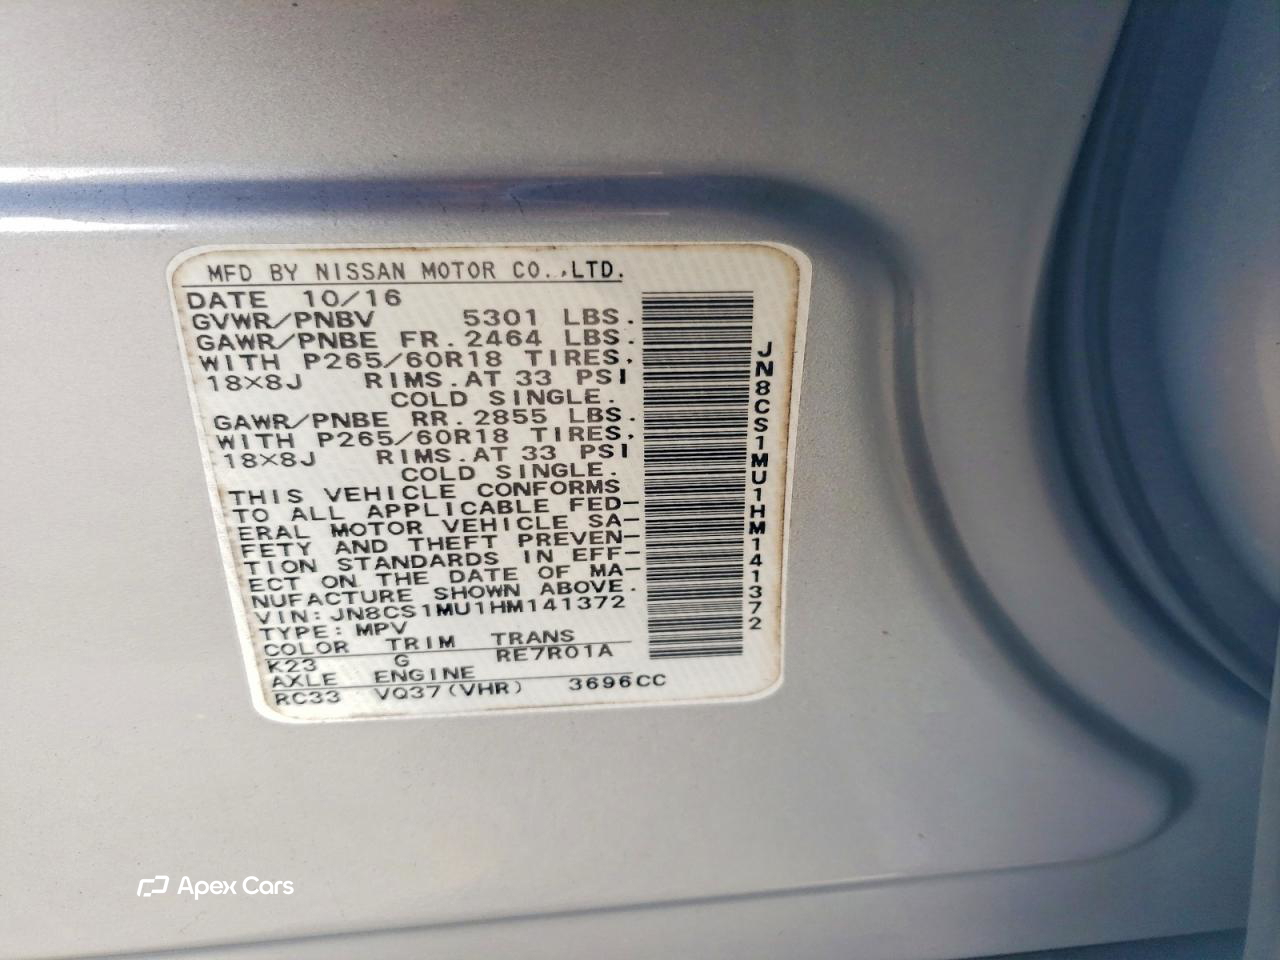 MFD BY NISSAN MOTOR CO.,LTD.
DATE 10/16
GVWR/PNBV 5301 LBS.
GAWR/PNBE FR. 2464 LBS.
WITH P265/60R18 TIRES,
18×8J RIMS.AT 33 PSI
COLD SINGLE.
GAWR/PNBE RR. 2855 LBS.
WITH P265/60R18 TIRES,
18×8J RIMS.AT 33 PSI
COLD SINGLE.
THIS VEHICLE CONFORMS
TO ALL APPLICABLE FED-
ERAL MOTOR VEHICLE SA-
FETY AND THEFT PREVEN-
TION STANDARDS IN EFF-
ECT ON THE DATE OF MA-
NUFACTURE SHOWN ABOVE.
VIN: JN8CS1MU1HM141372
TYPE: MPV
COLOR TRIM TRANS
K23 G RE7R01A
AXLE ENGINE
RC33 VQ37(VHR) 3696CC
JN8CS1MU1HM141372
Apex Cars